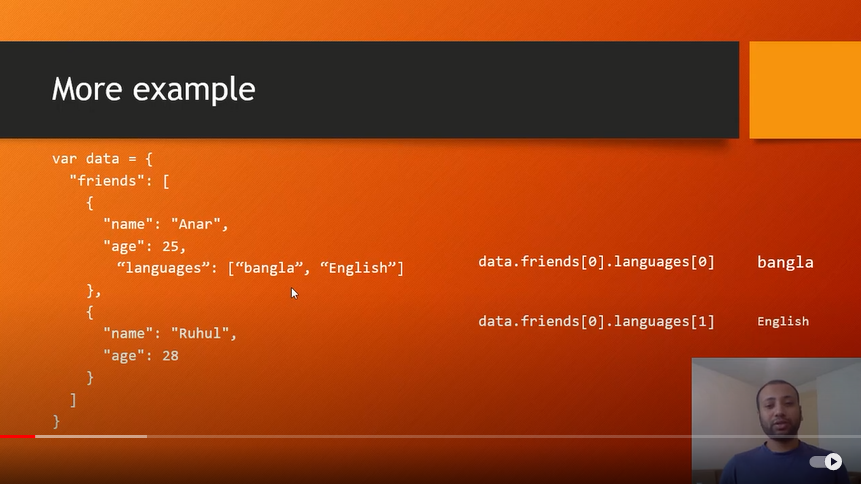 More example
var data = {
"friends": [
{
"name": "Anar",
"age": 25,
“languages”: [“bangla”, “English”]
},
{
"name": "Ruhul",
"age": 28
}
]
}
data.friends[0].languages[0] bangla
data.friends[0].languages[1] English